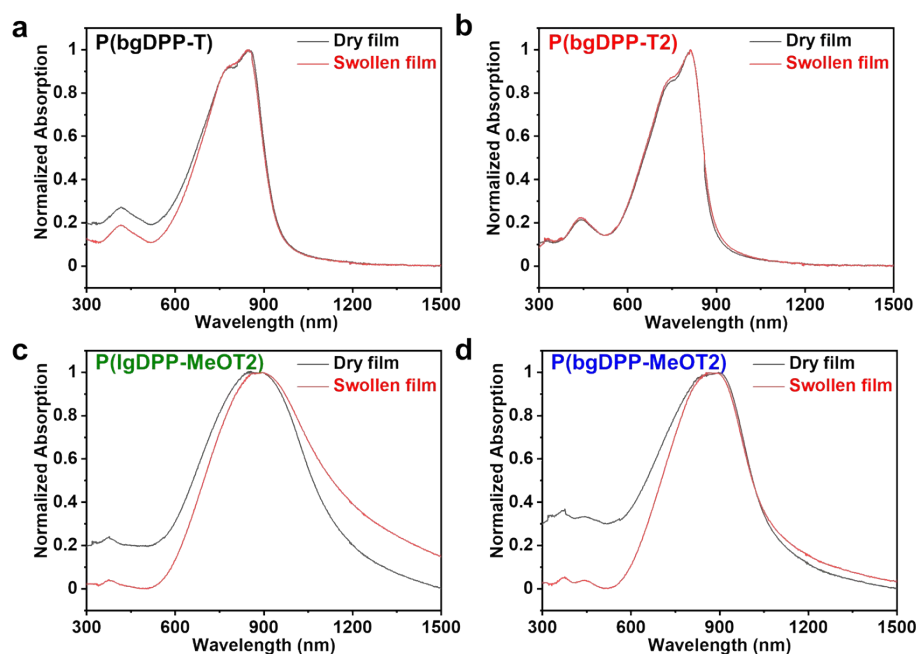 a
P(bgDPP-T)
Dry film
Swollen film
Normalized Absorption
1
0.8
0.6
0.4
0.2
0
300 600 900 1200 1500
Wavelength (nm)
b
P(bgDPP-T2)
Dry film
Swollen film
Normalized Absorption
1
0.8
0.6
0.4
0.2
0
300 600 900 1200 1500
Wavelength (nm)
c
P(lgDPP-MeOT2)
Dry film
Swollen film
Normalized Absorption
1
0.8
0.6
0.4
0.2
0
300 600 900 1200 1500
Wavelength (nm)
d
P(bgDPP-MeOT2)
Dry film
Swollen film
Normalized Absorption
1
0.8
0.6
0.4
0.2
0
300 600 900 1200 1500
Wavelength (nm)